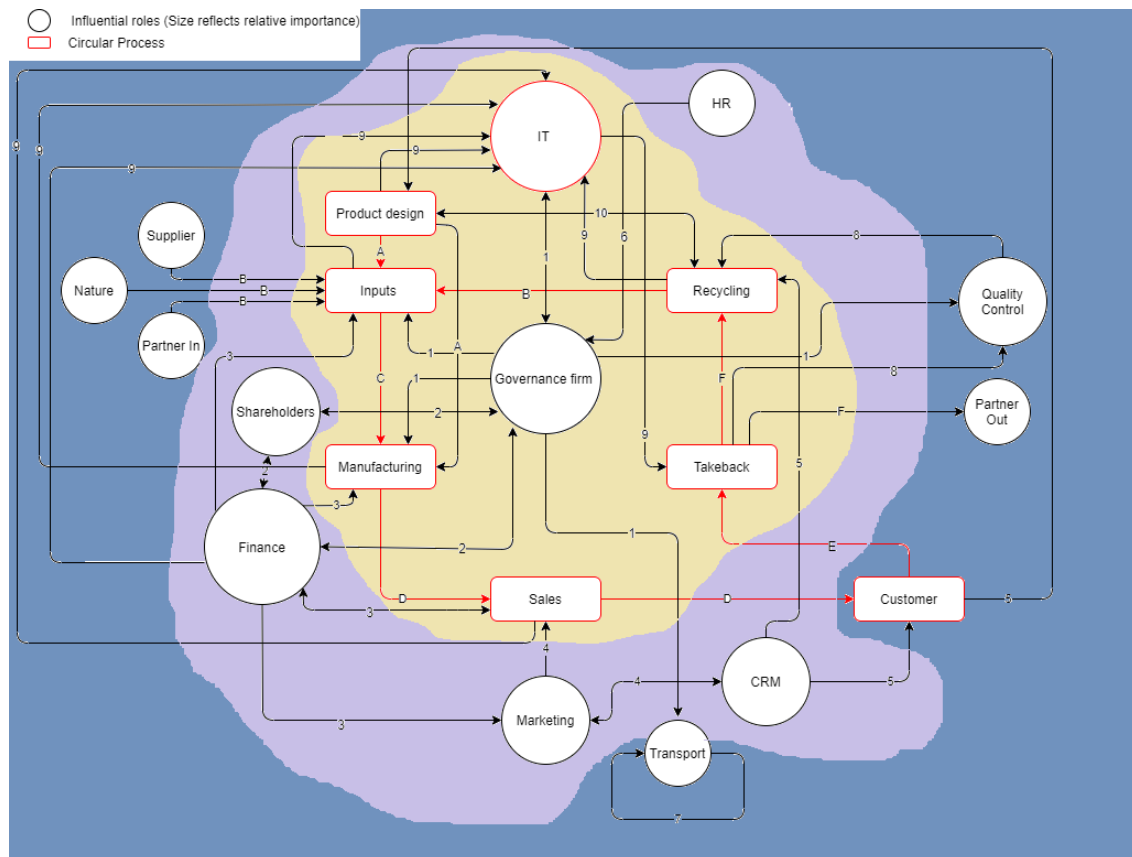 Influential roles (Size reflects relative importance)
Circular Process
IT
HR
9
9
9
9
9
Product design
10
Supplier
A
9
6
8
1
B
Nature
B
Inputs
B
Recycling
Quality
Control
B
Partner In
3
1
A
1
C
Governance firm
F
8
1
Shareholders
2
F
Partner
Out
9
2
Manufacturing
Takeback
5
3
Finance
2
1
E
D
Sales
D
Customer
5
3
4
4
CRM
5
3
Marketing
Transport
7